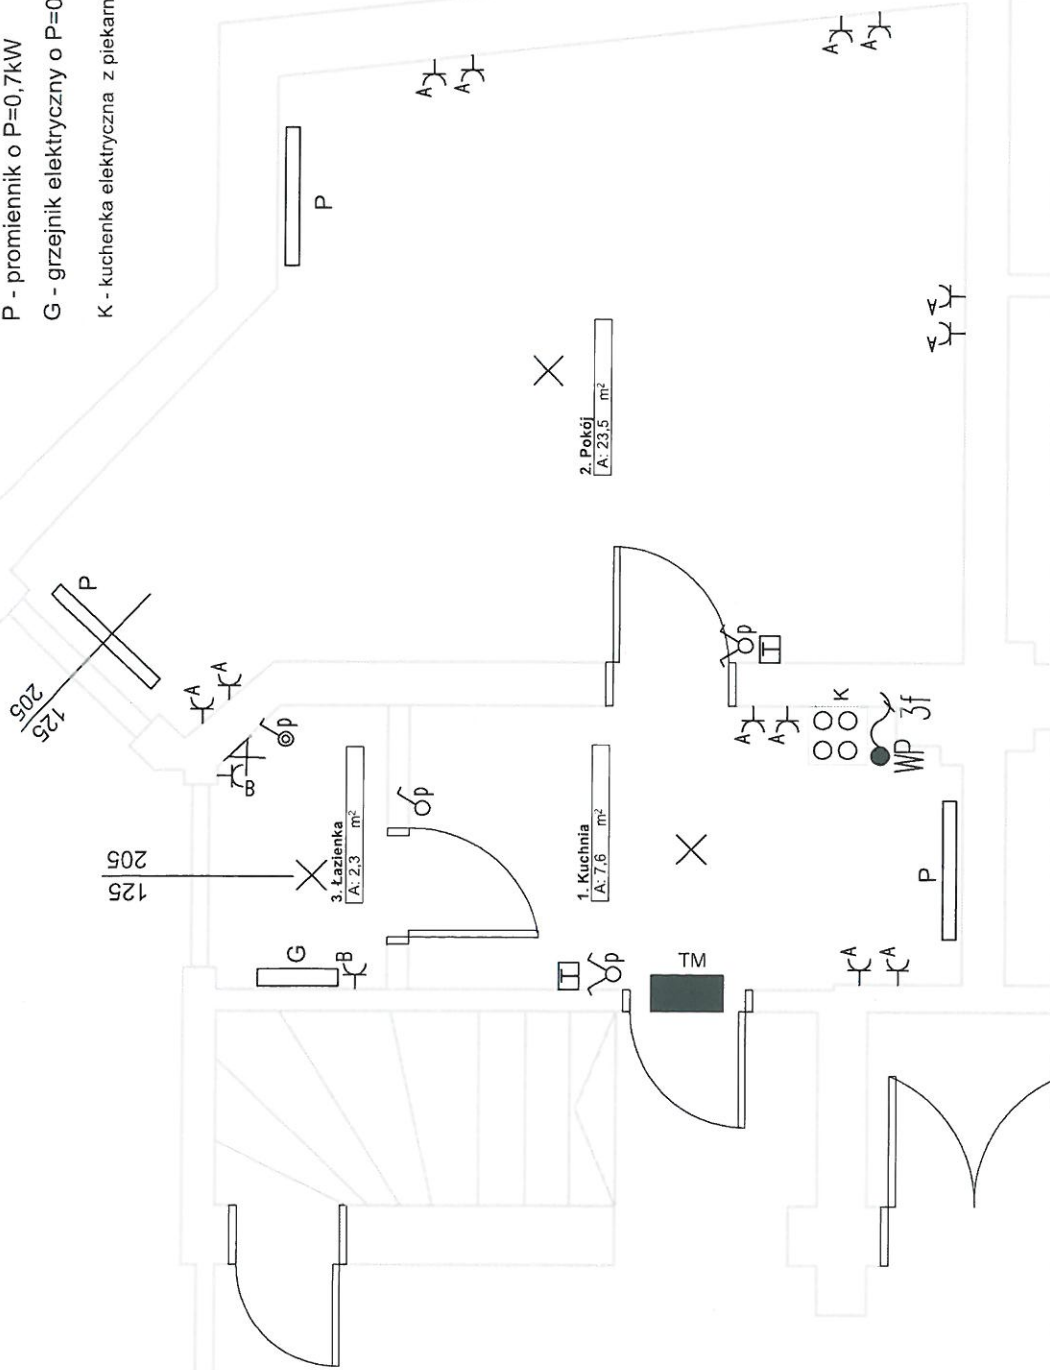 P - promiennik o P=0,7kW
G - grzejnik elektryczny o P=0
K - kuchenka elektryczna z piekarn
A
A
A
A
P
A
A
2. Pokój
A: 23,5 m²
P
205
125
A
A
B
p
3. Łazienka
A: 2,3 m²
p
205
125
G
B
1. Kuchnia
A: 7,6 m²
p
T
A
A
K
WP 3f
P
T
p
TM
A
A